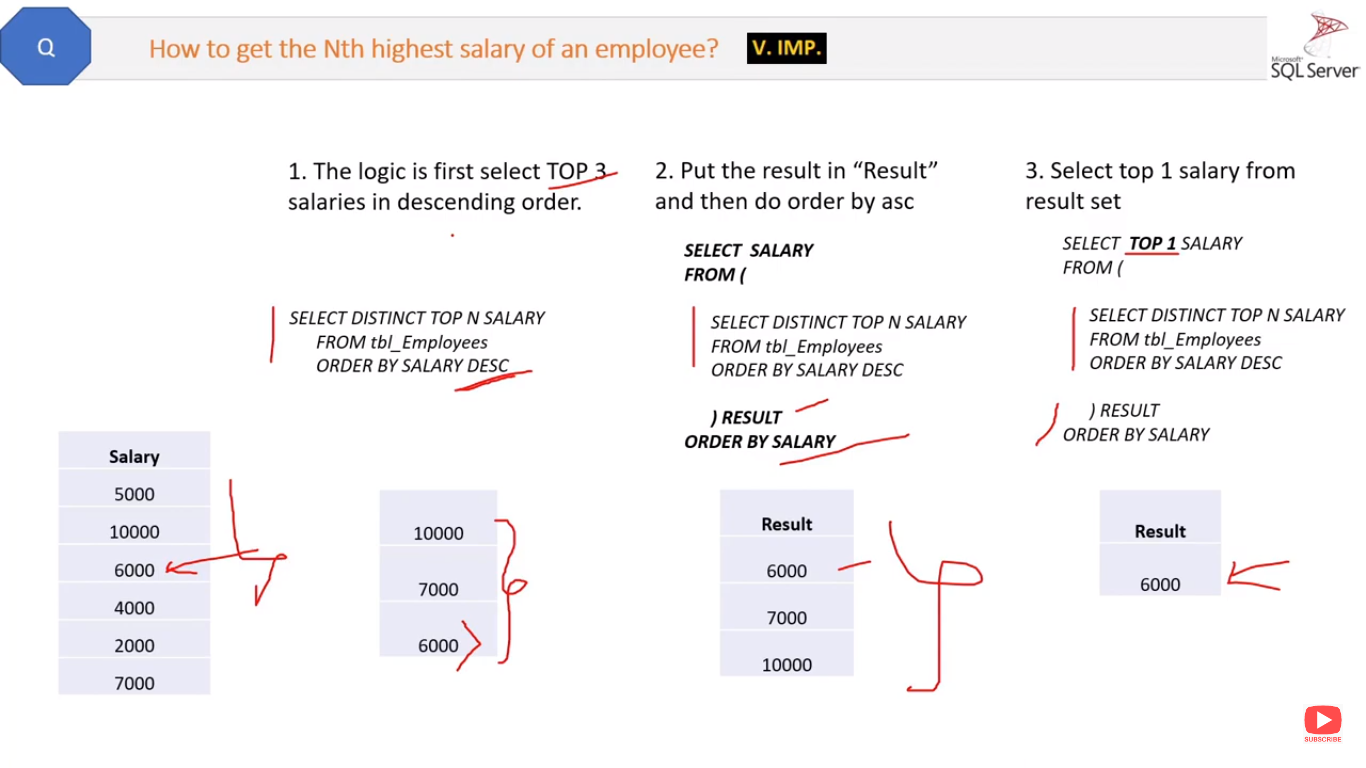 Q
How to get the Nth highest salary of an employee?
V. IMP.
Microsoft®
SQL Server
1. The logic is first select TOP 3
salaries in descending order.
SELECT DISTINCT TOP N SALARY
FROM tbl_Employees
ORDER BY SALARY DESC
2. Put the result in “Result”
and then do order by asc
SELECT SALARY
FROM (
SELECT DISTINCT TOP N SALARY
FROM tbl_Employees
ORDER BY SALARY DESC
) RESULT
ORDER BY SALARY
3. Select top 1 salary from
result set
SELECT TOP 1 SALARY
FROM (
SELECT DISTINCT TOP N SALARY
FROM tbl_Employees
ORDER BY SALARY DESC
) RESULT
ORDER BY SALARY
Salary
5000
10000
6000
4000
2000
7000
10000
7000
6000
Result
6000
7000
10000
Result
6000
SUBSCRIBE